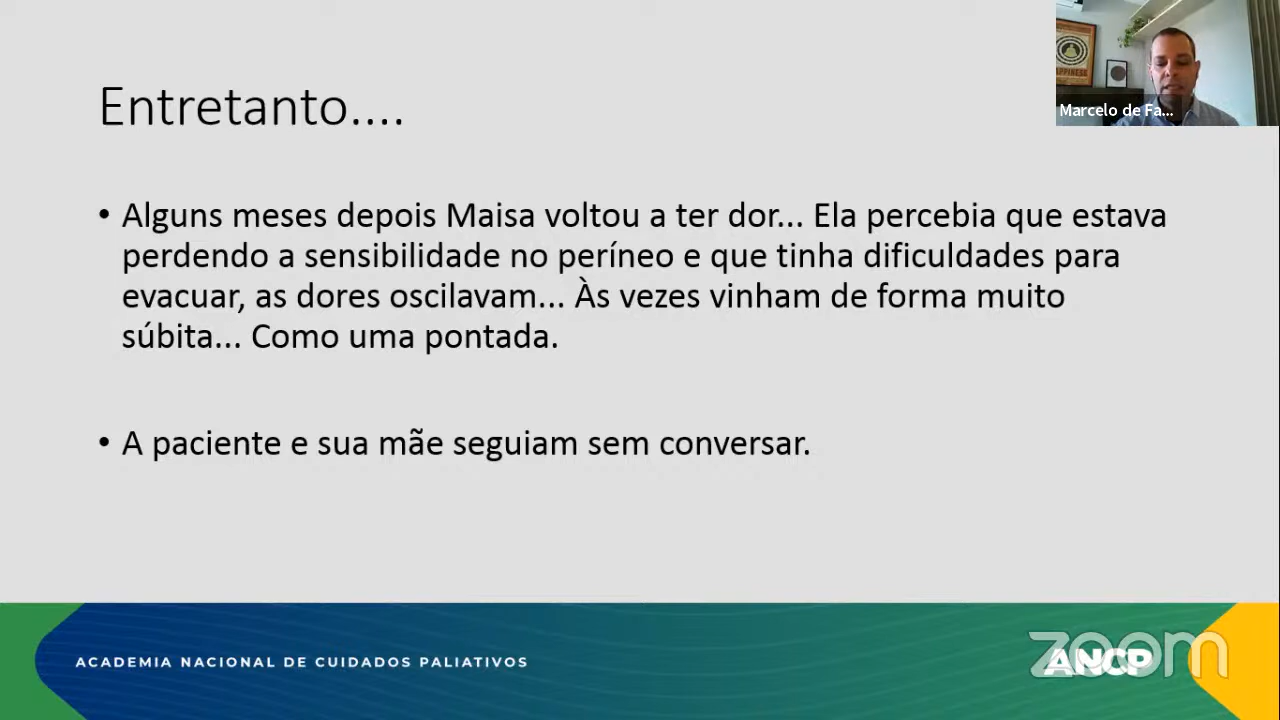 Entretanto....
• Alguns meses depois Maisa voltou a ter dor... Ela percebia que estava
perdendo a sensibilidade no períneo e que tinha dificuldades para
evacuar, as dores oscilavam... Às vezes vinham de forma muito
súbita... Como uma pontada.
• A paciente e sua mãe seguiam sem conversar.
HAPPINESS
Marcelo de Fa...
ACADEMIA NACIONAL DE CUIDADOS PALIATIVOS
ANCP
zoom